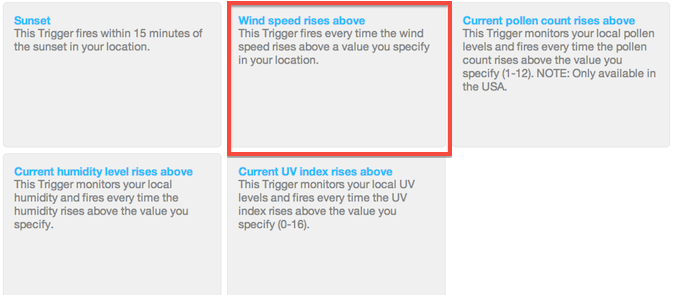 Sunset
This Trigger fires within 15 minutes of
the sunset in your location.
Wind speed rises above
This Trigger fires every time the wind
speed rises above a value you specify
in your location.
Current pollen count rises above
This Trigger monitors your local pollen
levels and fires every time the pollen
count rises above the value you
specify (1-12). NOTE: Only available in
the USA.
Current humidity level rises above
This Trigger monitors your local
humidity and fires every time the
humidity rises above the value you
specify.
Current UV index rises above
This Trigger monitors your local UV
levels and fires every time the UV
index rises above the value you
specify (0-16).